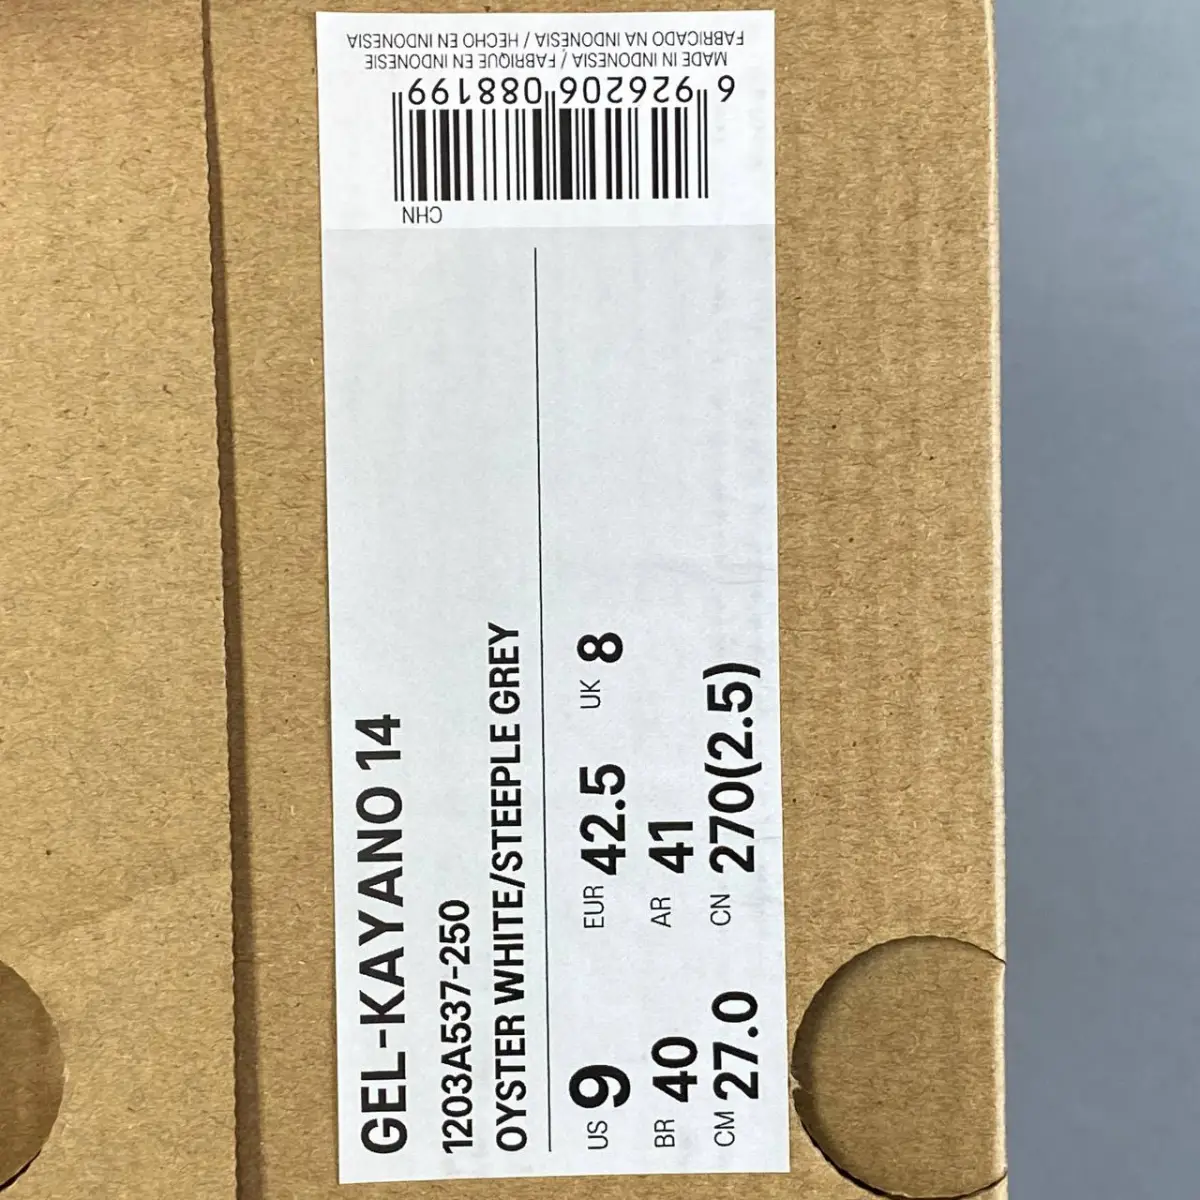 GEL-KAYANO 14
1203A537-250
OYSTER WHITE/STEEPLE GREY
US 9 EUR 42.5 UK 8
BR 40 AR 41
CM 27.0 CN 270(2.5)
CHN
6 926206 088199
MADE IN INDONESIA / FABRIQUE EN INDONESIE
FABRICADO NA INDONÉSIA / HECHO EN INDONESIA